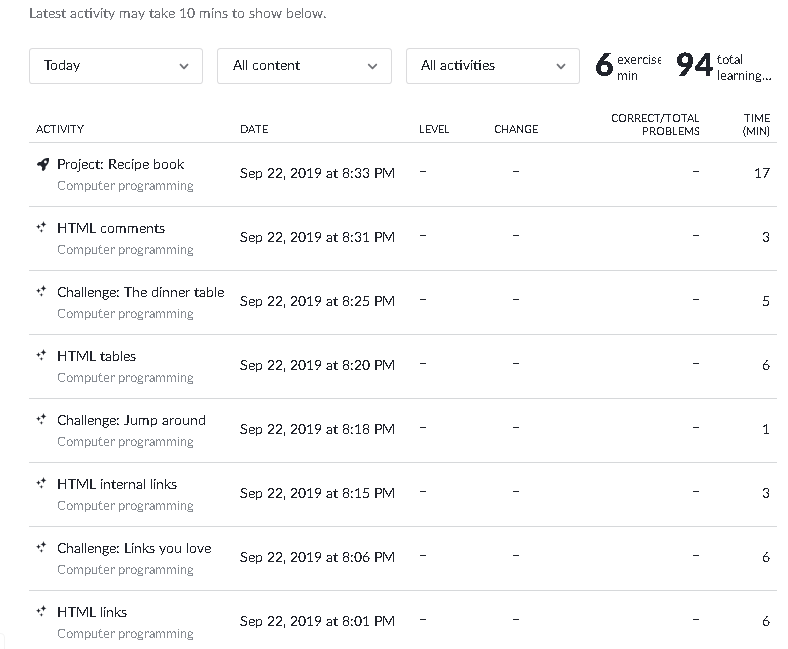 Latest activity may take 10 mins to show below.
Today All content All activities 6 exercise min 94 total learning...
ACTIVITY DATE LEVEL CHANGE CORRECT/TOTAL PROBLEMS TIME (MIN)
Project: Recipe book
Computer programming
Sep 22, 2019 at 8:33 PM – – – 17
HTML comments
Computer programming
Sep 22, 2019 at 8:31 PM – – – 3
Challenge: The dinner table
Computer programming
Sep 22, 2019 at 8:25 PM – – – 5
HTML tables
Computer programming
Sep 22, 2019 at 8:20 PM – – – 6
Challenge: Jump around
Computer programming
Sep 22, 2019 at 8:18 PM – – – 1
HTML internal links
Computer programming
Sep 22, 2019 at 8:15 PM – – – 3
Challenge: Links you love
Computer programming
Sep 22, 2019 at 8:06 PM – – – 6
HTML links
Computer programming
Sep 22, 2019 at 8:01 PM – – – 6